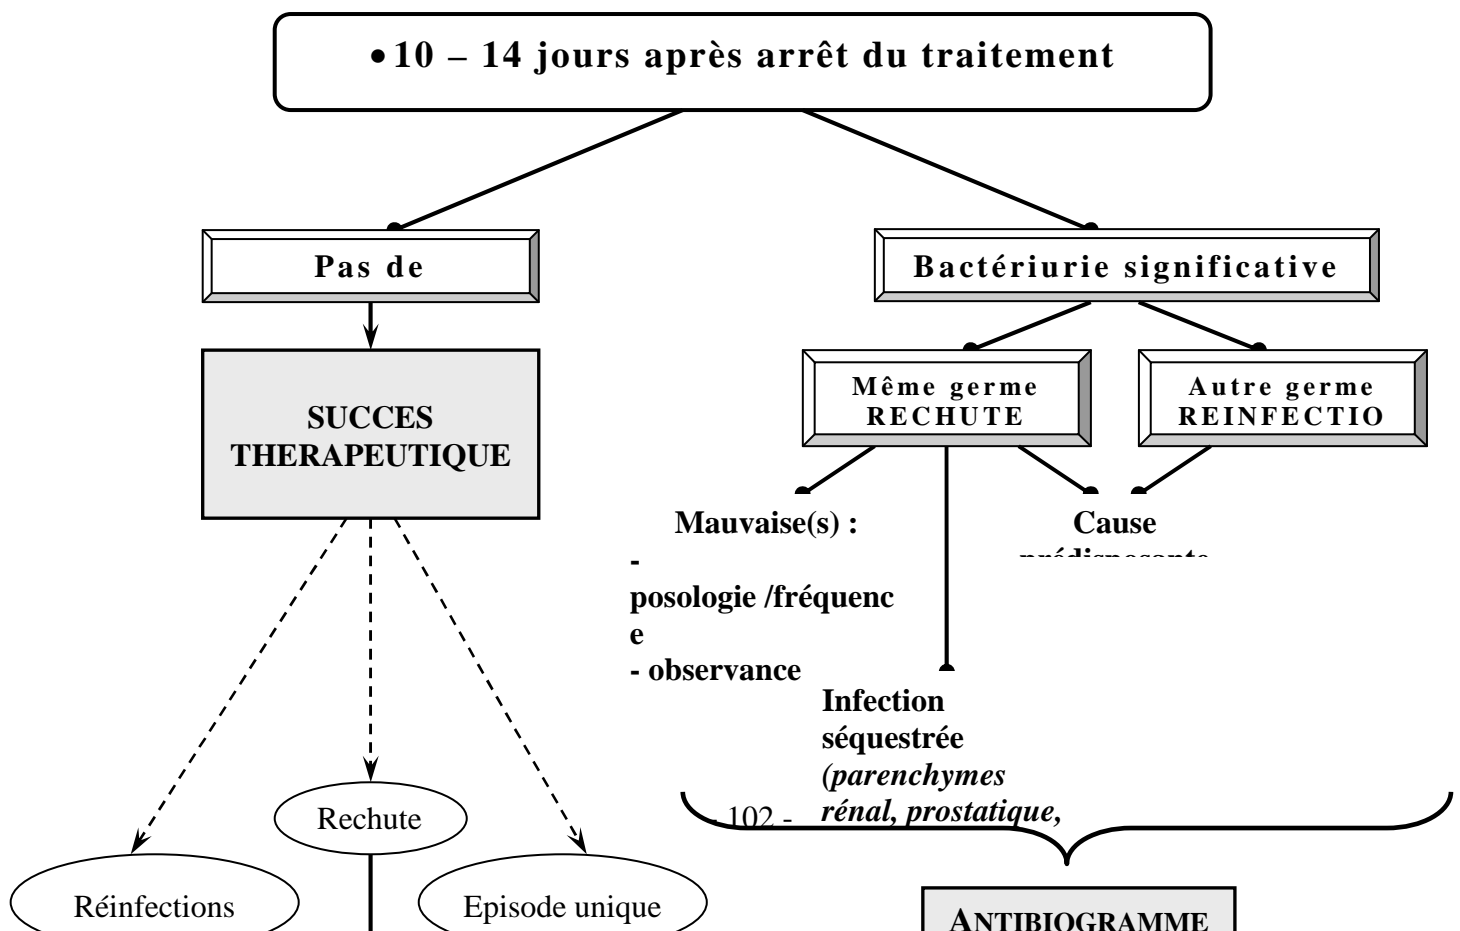 •10 – 14 jours après arrêt du traitement
Pas de
Bactériurie significative
SUCCES
THERAPEUTIQUE
Même germe
RECHUTE
Autre germe
REINFECTIO
Mauvaise(s) :
-
posologie /fréquenc
e
- observance
Cause
prédisposante
Infection
séquestrée
(parenchymes
rénal, prostatique,
Rechute
Réinfections
Episode unique
- 102 -
ANTIBIOGRAMME